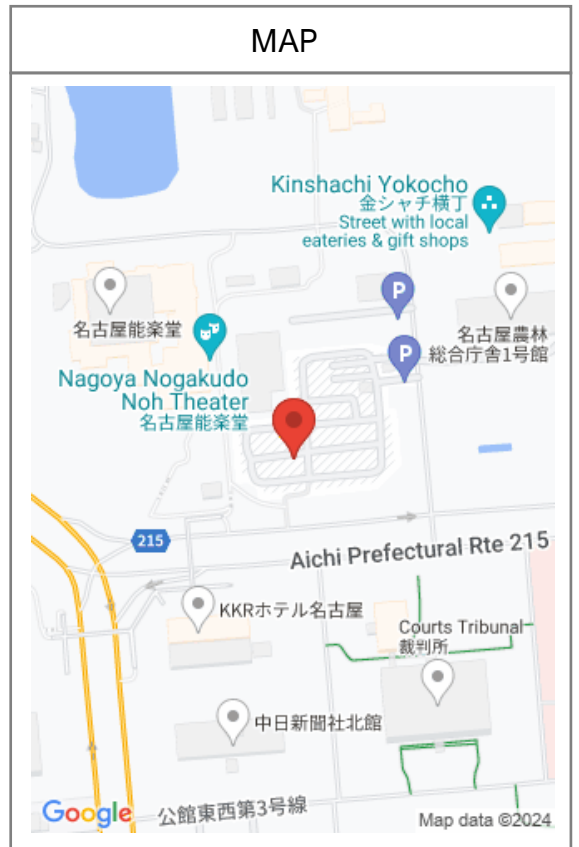 MAP
Kinshachi Yokocho
金シャチ横丁
Street with local
eateries & gift shops
P
名古屋能楽堂
名古屋農林
総合庁舎1号館
P
Nagoya Nogakudo
Noh Theater
名古屋能楽堂
215
Aichi Prefectural Rte 215
KKRホテル名古屋
Courts Tribunal
裁判所
中日新聞社北館
Google
公館東西第3号線
Map data ©2024